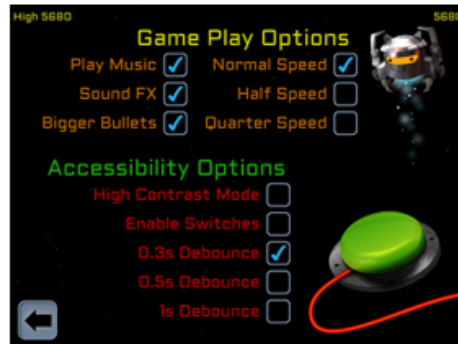 High 5680 5680
Game Play Options
Play Music Normal Speed
Sound FX Half Speed
Bigger Bullets Quarter Speed
Accessibility Options
High Contrast Mode
Enable Switches
0.3s Debounce
0.5s Debounce
1s Debounce